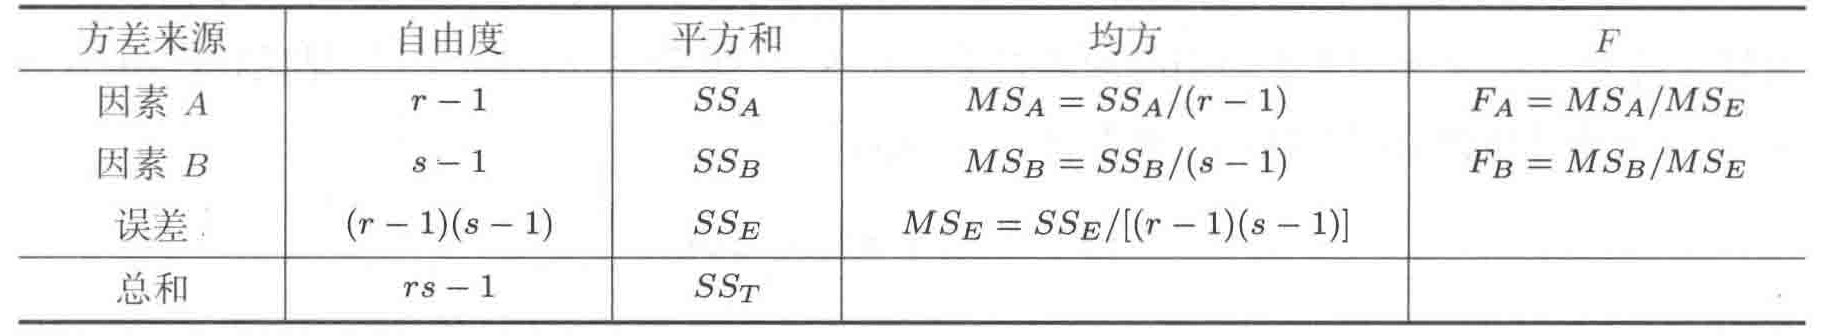 方差来源 自由度 平方和 均方 F
因素 A r − 1 SS_A MS_A = SS_A/(r − 1) F_A = MS_A/MS_E
因素 B s − 1 SS_B MS_B = SS_B/(s − 1) F_B = MS_B/MS_E
误差 (r − 1)(s − 1) SS_E MS_E = SS_E/[(r − 1)(s − 1)]
总和 rs − 1 SS_T